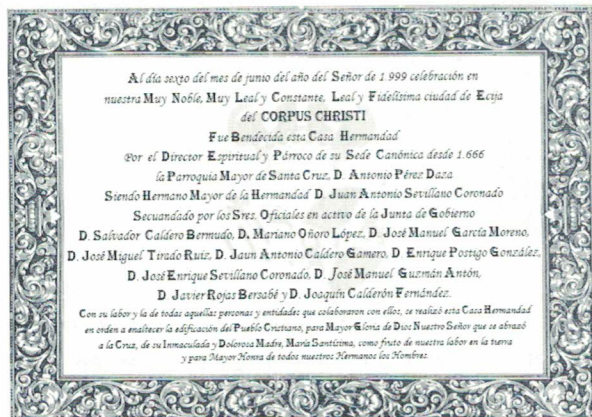 Al día sexto del mes de junio del año del Señor de 1.999 celebración en
nuestra Muy Noble, Muy Leal y Constante, Leal y Fidelísima ciudad de Ecija
del CORPUS CHRISTI
Fue Bendecida esta Casa Hermandad
Por el Director Espiritual y Párroco de su Sede Canónica desde 1.666
la Parroquia Mayor de Santa Cruz, D. Antonio Pérez Daza
Siendo Hermano Mayor de la Hermandad D. Juan Antonio Sevillano Coronado
Secuandado por los Sres. Oficiales en activo de la Junta de Gobierno
D. Salvador Caldero Bermudo, D. Mariano Oñoro López, D. José Manuel García Moreno,
D. José Miguel Tirado Ruiz, D. Jaun Antonio Caldero Gamero, D. Enrique Postigo González,
D. José Enrique Sevillano Coronado, D. José Manuel Guzmán Antón,
D. Javier Rojas Bersabé y D. Joaquín Calderón Fernández.
Con su labor y la de todas aquellas personas y entidades que colaboraron con ellos, se realizó esta Casa Hermandad
en orden a enaltecer la edificación del Pueblo Cristiano, para Mayor Gloria de Dios Nuestro Señor que se abrazó
a la Cruz, de su Inmaculada y Dolorosa Madre, María Santísima, como fruto de nuestra labor en la tierra
y para Mayor Honra de todos nuestros Hermanos los Hombres.